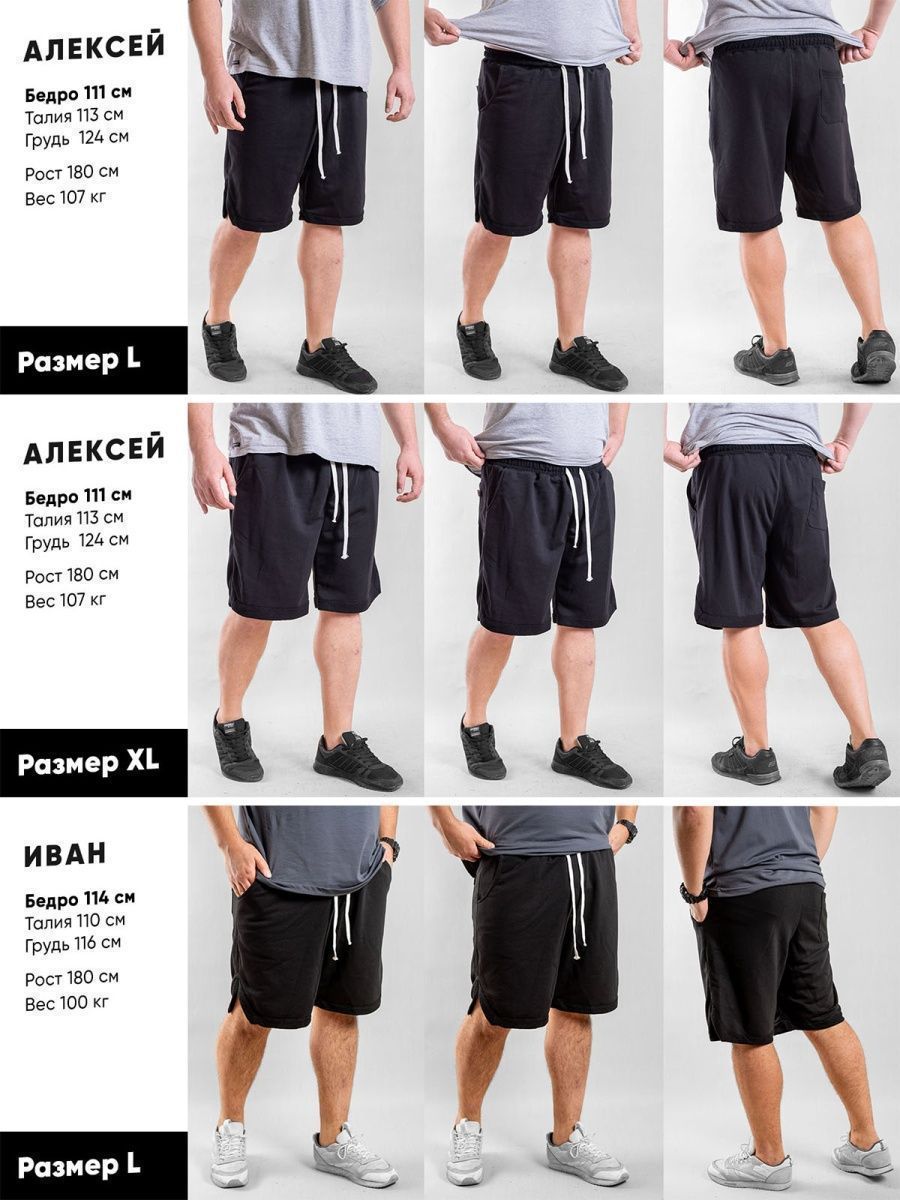 АЛЕКСЕЙ
Бедро 111 см
Талия 113 см
Грудь 124 см
Рост 180 см
Вес 107 кг
Размер L
АЛЕКСЕЙ
Бедро 111 см
Талия 113 см
Грудь 124 см
Рост 180 см
Вес 107 кг
Размер XL
ИВАН
Бедро 114 см
Талия 110 см
Грудь 116 см
Рост 180 см
Вес 100 кг
Размер L